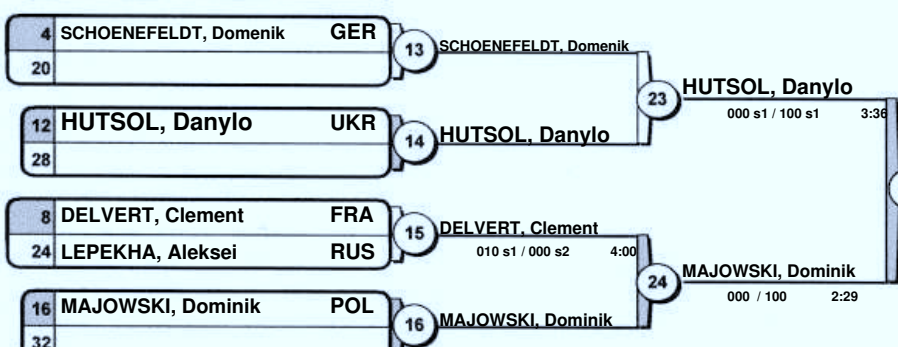 4 SCHOENEFELDT, Domenik GER
20
13 SCHOENEFELDT, Domenik
12 HUTSOL, Danylo UKR
28
14 HUTSOL, Danylo
23 HUTSOL, Danylo
000 s1 / 100 s1 3:36
8 DELVERT, Clement FRA
24 LEPEKHA, Aleksei RUS
15 DELVERT, Clement
010 s1 / 000 s2 4:00
16 MAJOWSKI, Dominik POL
32
16 MAJOWSKI, Dominik
24 MAJOWSKI, Dominik
000 / 100 2:29